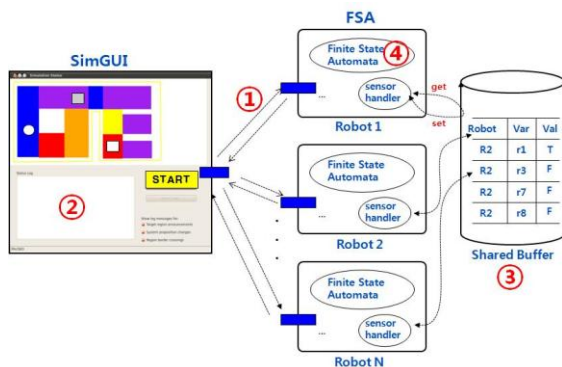 FSA
SimGUI
④
Finite State
Automata
①
get
sensor
handler
...
set
Robot 1
Robot Var Val
R2 r1 T
R2 r3 F
R2 r7 F
R2 r8 F
②
START
Finite State
Automata
...
sensor
handler
Robot 2
Shared Buffer
③
Finite State
Automata
...
sensor
handler
Robot N